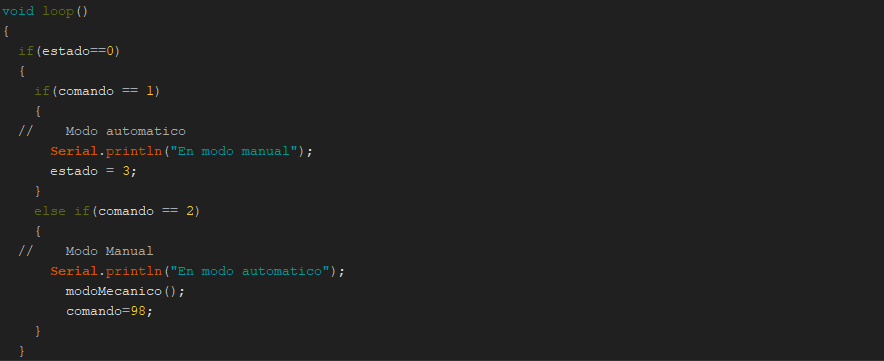 void loop()
{
  if(estado==0)
  {
    if(comando == 1)
    {
  //    Modo automatico
      Serial.println("En modo manual");
      estado = 3;
    }
    else if(comando == 2)
    {
  //    Modo Manual
      Serial.println("En modo automatico");
        modoMecanico();
        comando=98;
    }
  }